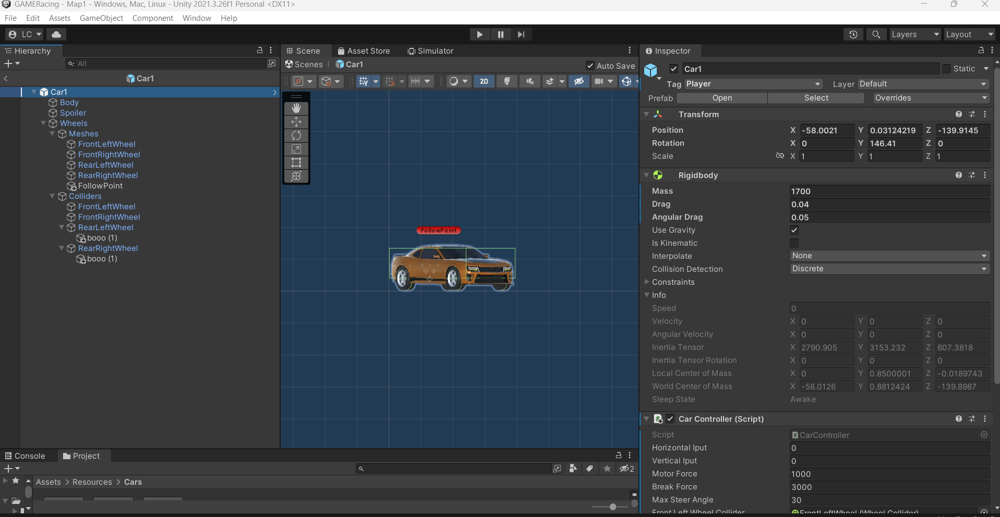 GAMERacing - Map1 - Windows, Mac, Linux - Unity 2021.3.26f1 Personal <DX11>
File Edit Assets GameObject Component Window Help
LC Layers Layout
Hierarchy
All
Car1
Car1
Body
Spoiler
Wheels
Meshes
FrontLeftWheel
FrontRightWheel
RearLeftWheel
RearRightWheel
FollowPoint
Colliders
FrontLeftWheel
FrontRightWheel
RearLeftWheel
booo (1)
RearRightWheel
booo (1)
Scene Asset Store Simulator
Scenes | Car1 Auto Save
2D
FollowPoint
Inspector
Car1 Static
Tag Player Layer Default
Prefab Open Select Overrides
Transform
Position X -58.0021 Y 0.03124219 Z -139.9145
Rotation X 0 Y 146.41 Z 0
Scale X 1 Y 1 Z 1
Rigidbody
Mass 1700
Drag 0.04
Angular Drag 0.05
Use Gravity
Is Kinematic
Interpolate None
Collision Detection Discrete
Constraints
Info
Speed 0
Velocity X 0 Y 0 Z 0
Angular Velocity X 0 Y 0 Z 0
Inertia Tensor X 2790.905 Y 3153.232 Z 607.3818
Inertia Tensor Rotation X 0 Y 0 Z 0
Local Center of Mass X 0 Y 0.8500001 Z -0.0189743
World Center of Mass X -58.0126 Y 0.8812424 Z -139.8987
Sleep State Awake
Car Controller (Script)
Script CarController
Horizontal Iput 0
Vertical Iput 0
Motor Force 1000
Break Force 3000
Max Steer Angle 30
Front Left Wheel Collider FrontLeftWheel (Wheel Collider)
Console Project
2
Assets > Resources > Cars